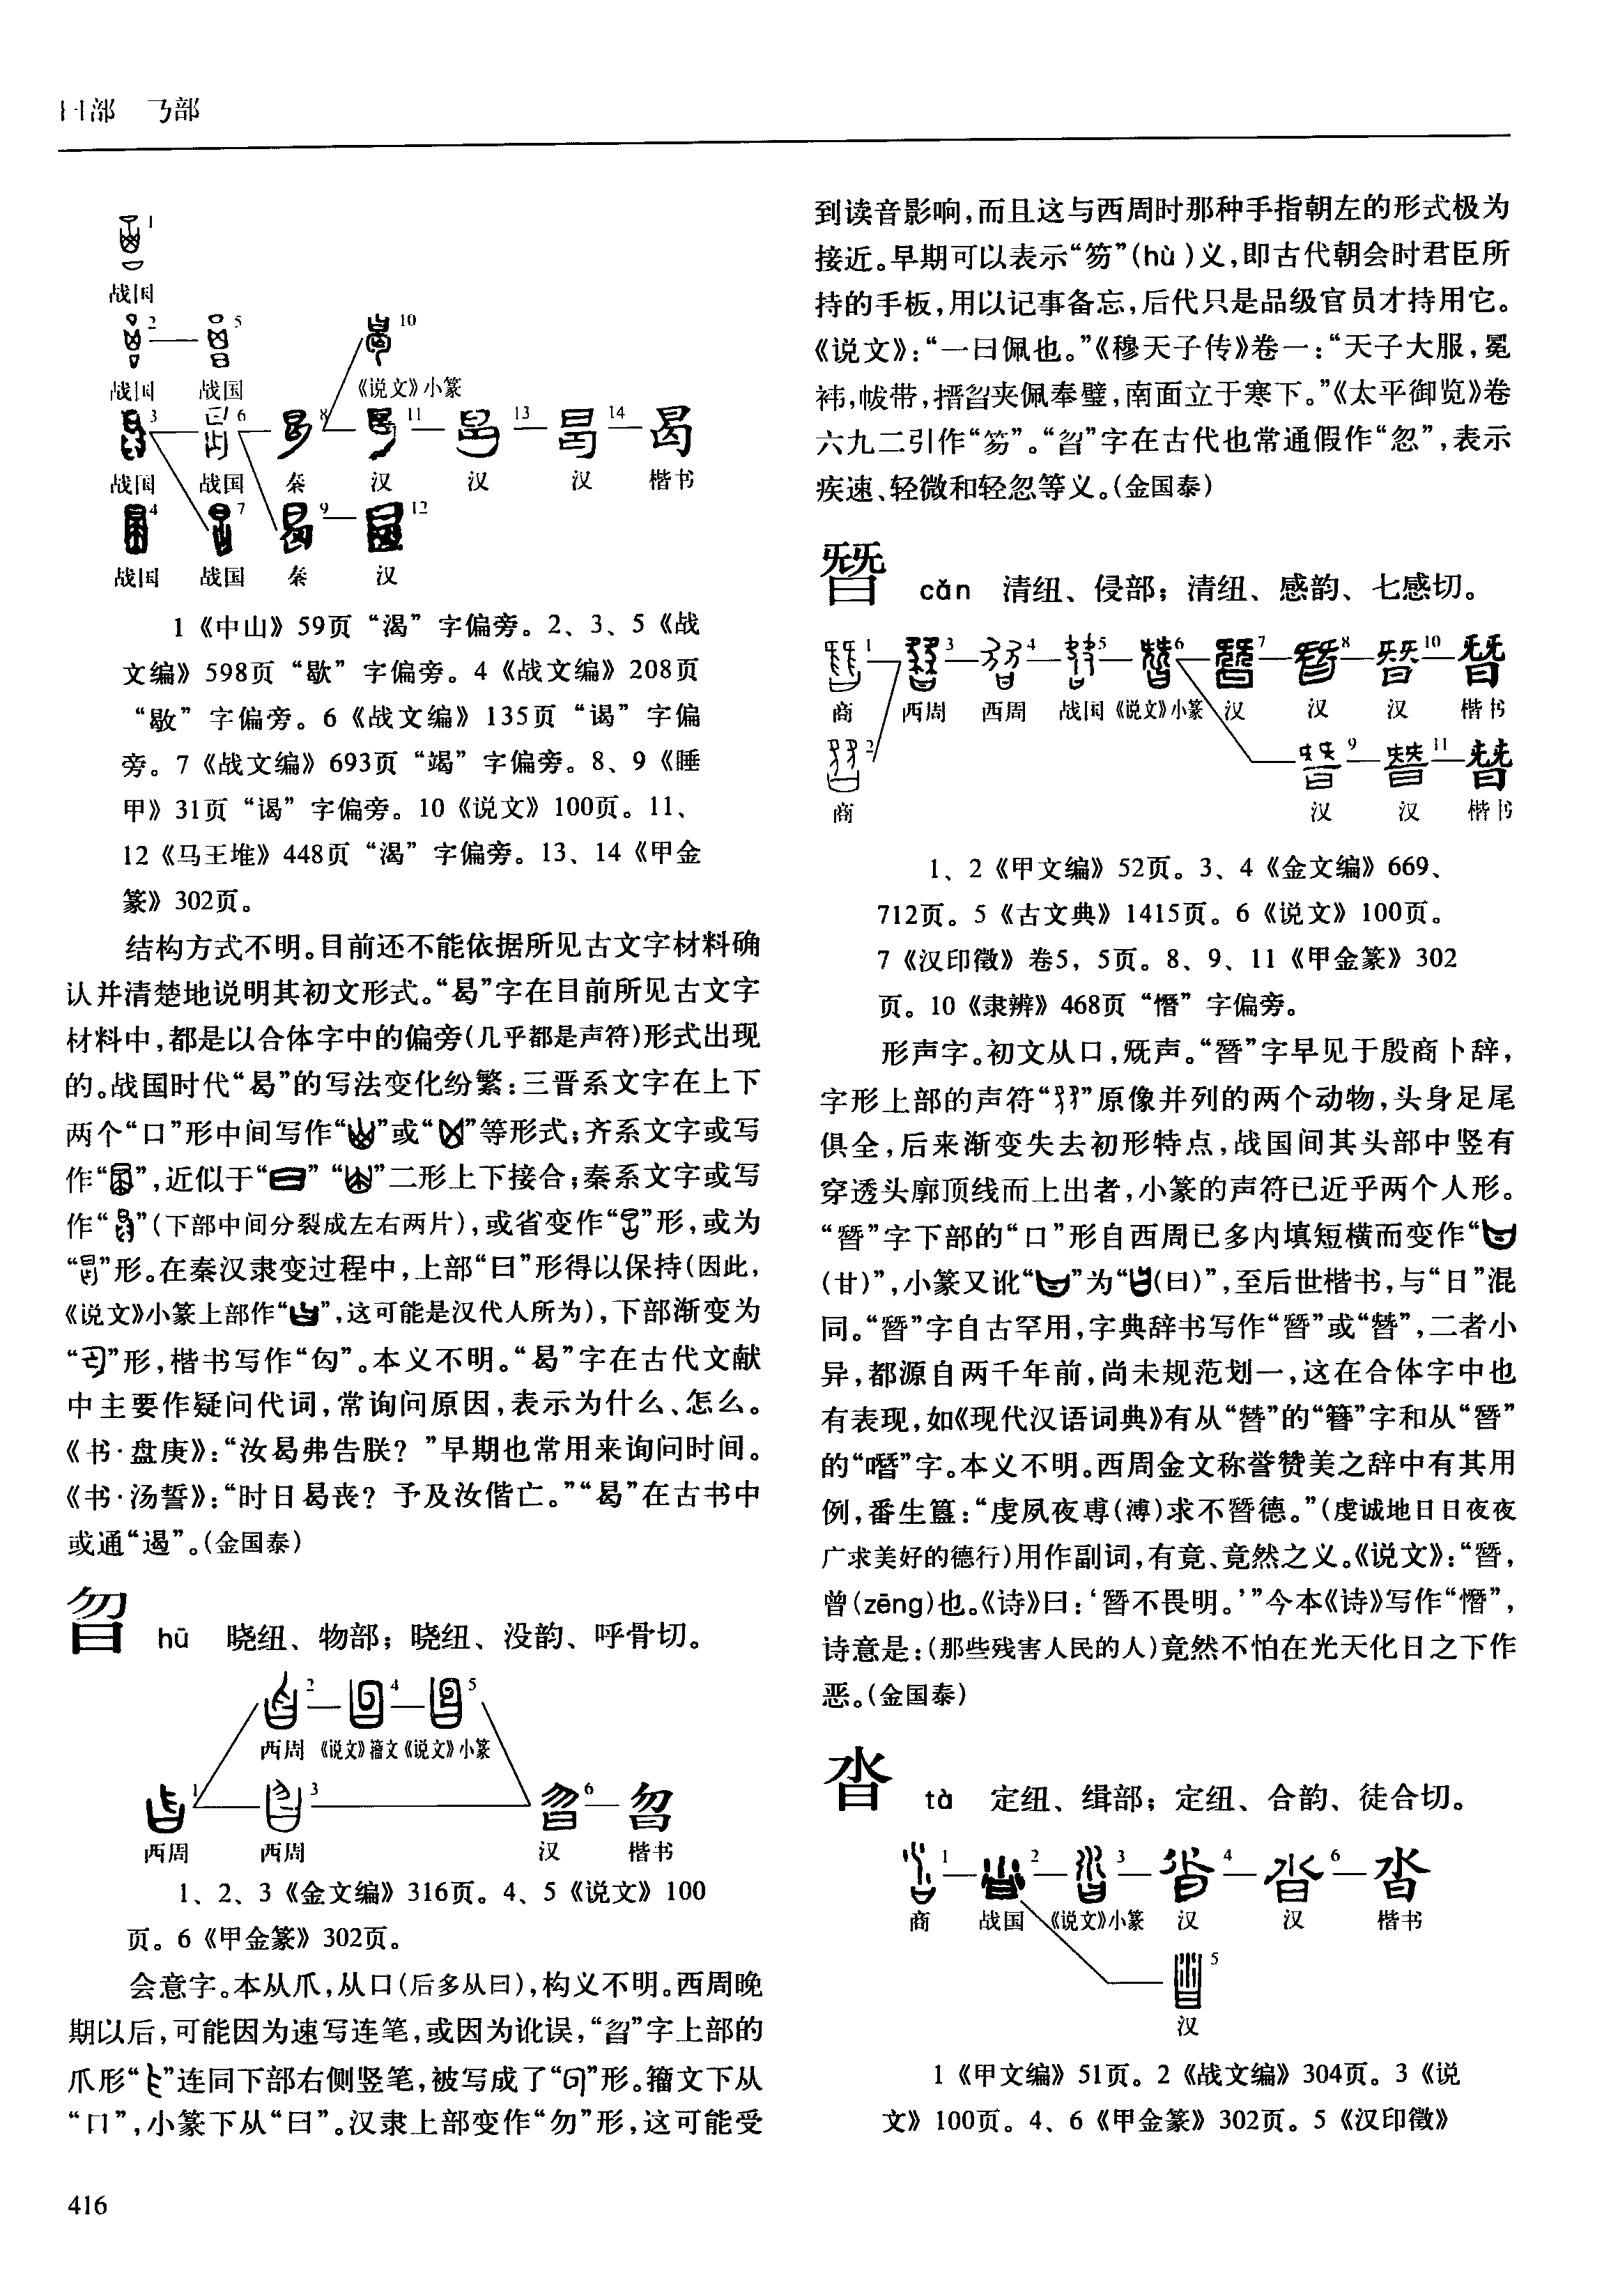 曰部 丂部
1
战国
2 5 10
战国 战国 《说文》小篆
3 6 8 11 13 14 曷
战国 战国 秦 汉 汉 汉 楷书
4 7 9 12
战国 战国 秦 汉
1《中山》59页“渴”字偏旁。2、3、5《战
文编》598页“歇”字偏旁。4《战文编》208页
“歇”字偏旁。6《战文编》135页“谒”字偏
旁。7《战文编》693页“竭”字偏旁。8、9《睡
甲》31页“谒”字偏旁。10《说文》100页。11、
12《马王堆》448页“渴”字偏旁。13、14《甲金
篆》302页。
结构方式不明。目前还不能依据所见古文字材料确
认并清楚地说明其初文形式。“曷”字在目前所见古文字
材料中,都是以合体字中的偏旁(几乎都是声符)形式出现
的。战国时代“曷”的写法变化纷繁:三晋系文字在上下
两个“口”形中间写作“”或“”等形式;齐系文字或写
作“”,近似于“”“”二形上下接合;秦系文字或写
作“”(下部中间分裂成左右两片),或省变作“”形,或为
“”形。在秦汉隶变过程中,上部“曰”形得以保持(因此,
《说文》小篆上部作“”,这可能是汉代人所为),下部渐变为
“”形,楷书写作“匃”。本义不明。“曷”字在古代文献
中主要作疑问代词,常询问原因,表示为什么、怎么。
《书·盘庚》:“汝曷弗告朕?”早期也常用来询问时间。
《书·汤誓》:“时日曷丧?予及汝偕亡。”“曷”在古书中
或通“遏”。(金国泰)
曶 hū 晓纽、物部;晓纽、没韵、呼骨切。
2 4 5
西周 《说文》籀文 《说文》小篆
1 3 6 曶
西周 西周 汉 楷书
1、2、3《金文编》316页。4、5《说文》100
页。6《甲金篆》302页。
会意字。本从爪,从口(后多从曰),构义不明。西周晚
期以后,可能因为速写连笔,或因为讹误,“曶”字上部的
爪形“”连同下部右侧竖笔,被写成了“”形。籀文下从
“口”,小篆下从“曰”。汉隶上部变作“勿”形,这可能受
到读音影响,而且这与西周时那种手指朝左的形式极为
接近。早期可以表示“笏”(hù)义,即古代朝会时君臣所
持的手板,用以记事备忘,后代只是品级官员才持用它。
《说文》:“一曰佩也。”《穆天子传》卷一:“天子大服,冕
袆,帗带,搢曶夹佩奉璧,南面立于寒下。”《太平御览》卷
六九二引作“笏”。“曶”字在古代也常通假作“忽”,表示
疾速、轻微和轻忽等义。(金国泰)
朁 cǎn 清纽、侵部;清纽、感韵、七感切。
1 3 4 5 6 7 8 10 朁
商 西周 西周 战国 《说文》小篆 汉 汉 汉 楷书
2 9 11
商 汉 汉 楷书
1、2《甲文编》52页。3、4《金文编》669、
712页。5《古文典》1415页。6《说文》100页。
7《汉印徵》卷5,5页。8、9、11《甲金篆》302
页。10《隶辨》468页“憯”字偏旁。
形声字。初文从口,兓声。“朁”字早见于殷商卜辞,
字形上部的声符“”原像并列的两个动物,头身足尾
俱全,后来渐变失去初形特点,战国间其头部中竖有
穿透头廓顶线而上出者,小篆的声符已近乎两个人形。
“朁”字下部的“口”形自西周已多内填短横而变作“
(甘)”,小篆又讹“”为“(曰)”,至后世楷书,与“日”混
同。“朁”字自古罕用,字典辞书写作“朁”或“”,二者小
异,都源自两千年前,尚未规范划一,这在合体字中也
有表现,如《现代汉语词典》有从“”的“簪”字和从“朁”
的“噆”字。本义不明。西周金文称誉赞美之辞中有其用
例,番生簋:“虔夙夜尃(溥)求不朁德。”(虔诚地日日夜夜
广求美好的德行)用作副词,有竟、竟然之义。《说文》:“朁,
曾(zēng)也。《诗》曰:‘朁不畏明。’”今本《诗》写作“憯”,
诗意是:(那些残害人民的人)竟然不怕在光天化日之下作
恶。(金国泰)
沓 tà 定纽、缉部;定纽、合韵、徒合切。
1 2 3 4 6 沓
商 战国 《说文》小篆 汉 汉 楷书
5
汉
1《甲文编》51页。2《战文编》304页。3《说
文》100页。4、6《甲金篆》302页。5《汉印徵》
416